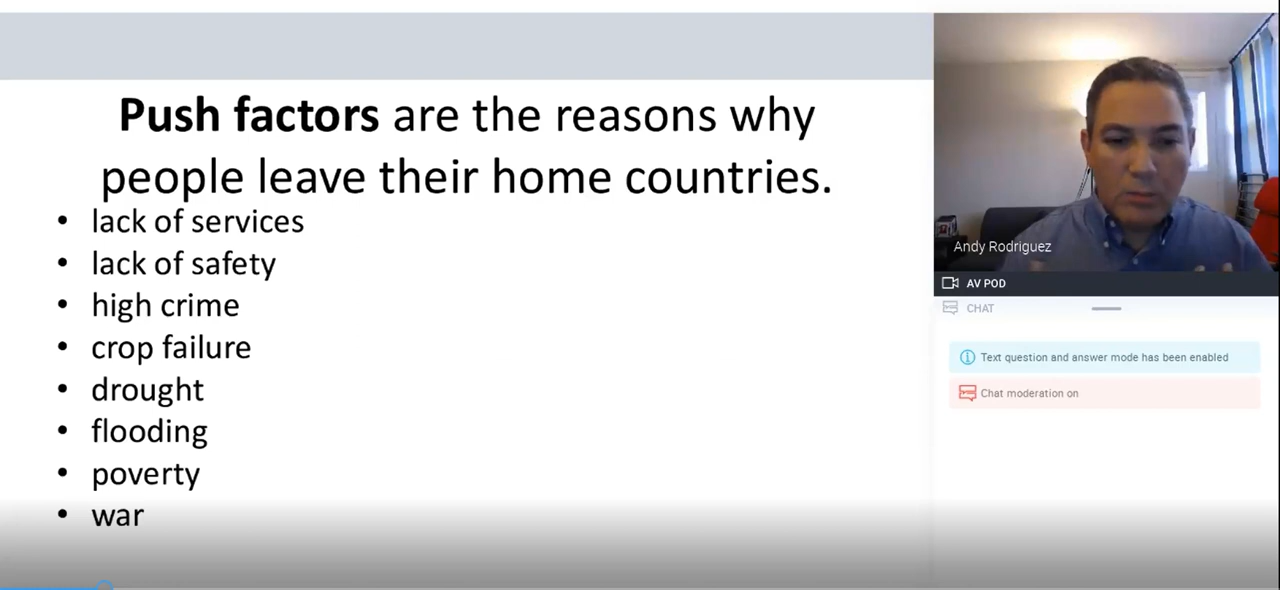 Push factors are the reasons why
people leave their home countries.
• lack of services
• lack of safety
• high crime
• crop failure
• drought
• flooding
• poverty
• war
Andy Rodriguez
AV POD
CHAT
Text question and answer mode has been enabled
Chat moderation on